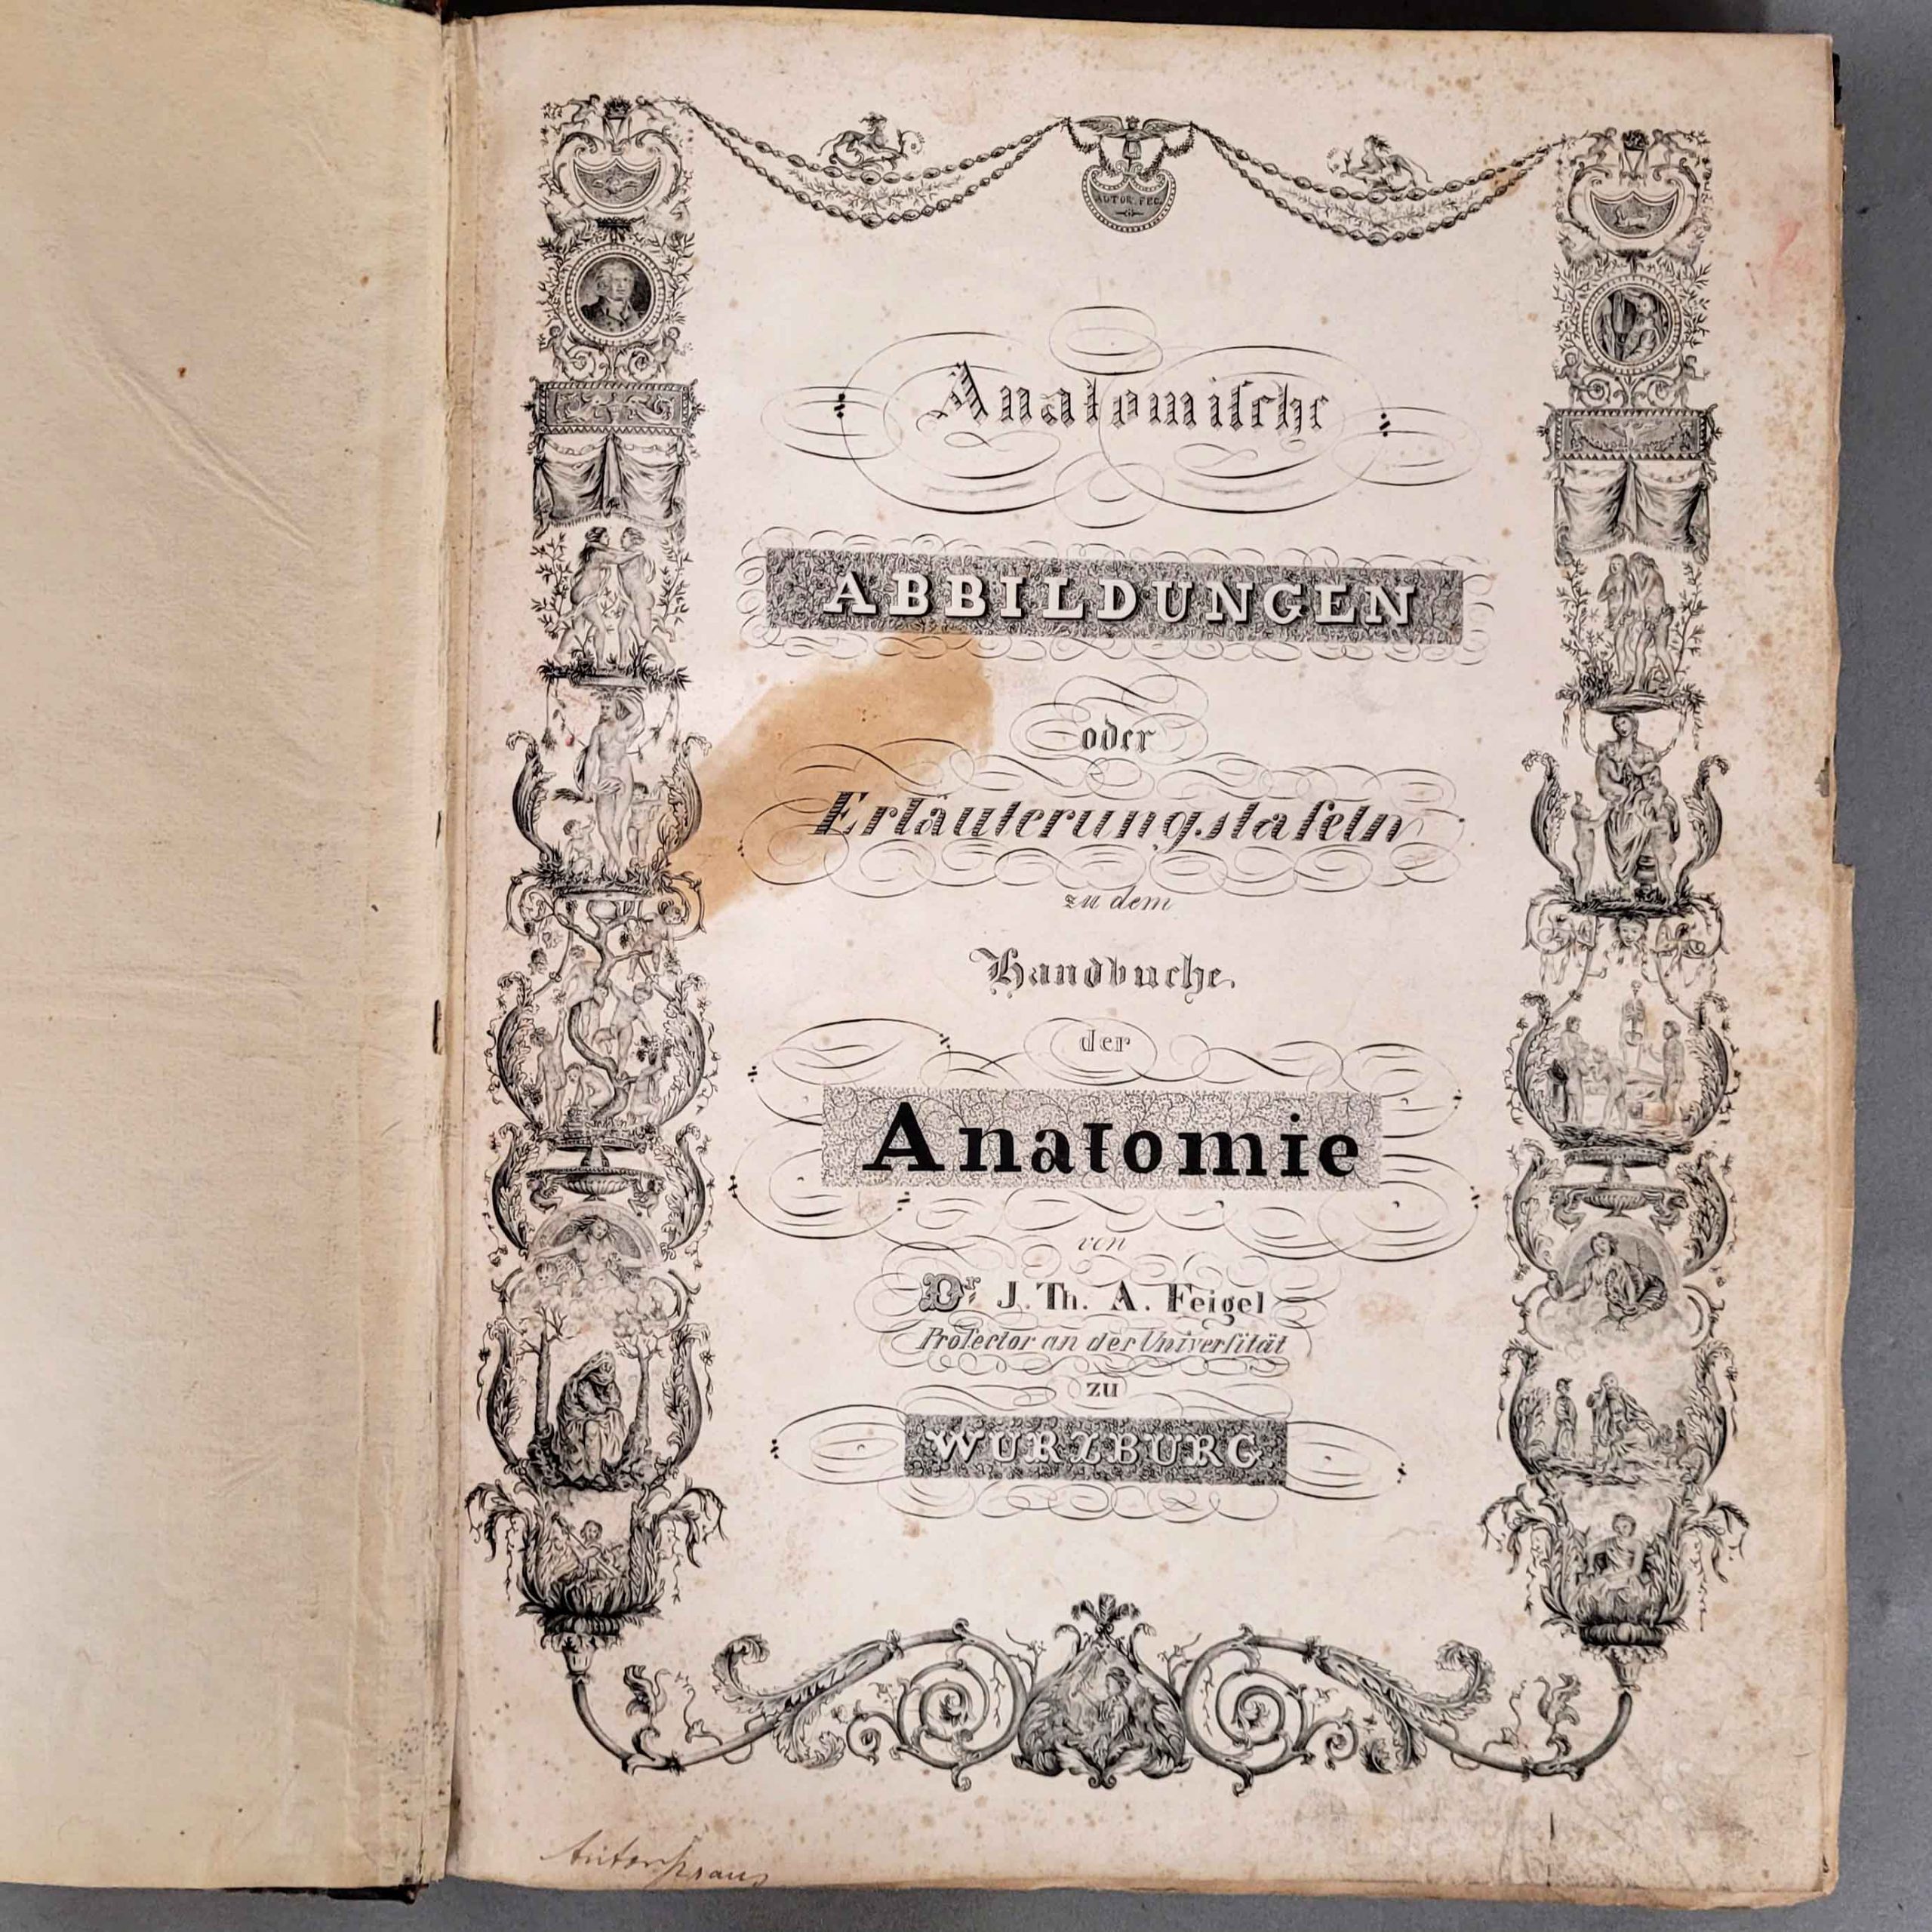 AUTOR. FEC.
Anatomiſche
ABBILDUNGEN
oder
Erläuterungstafeln
zu dem
Handbuche
der
Anatomie
von
Dr. J. Th. A. Feigel
Proſector an der Univerſität
zu
WURZBURG.